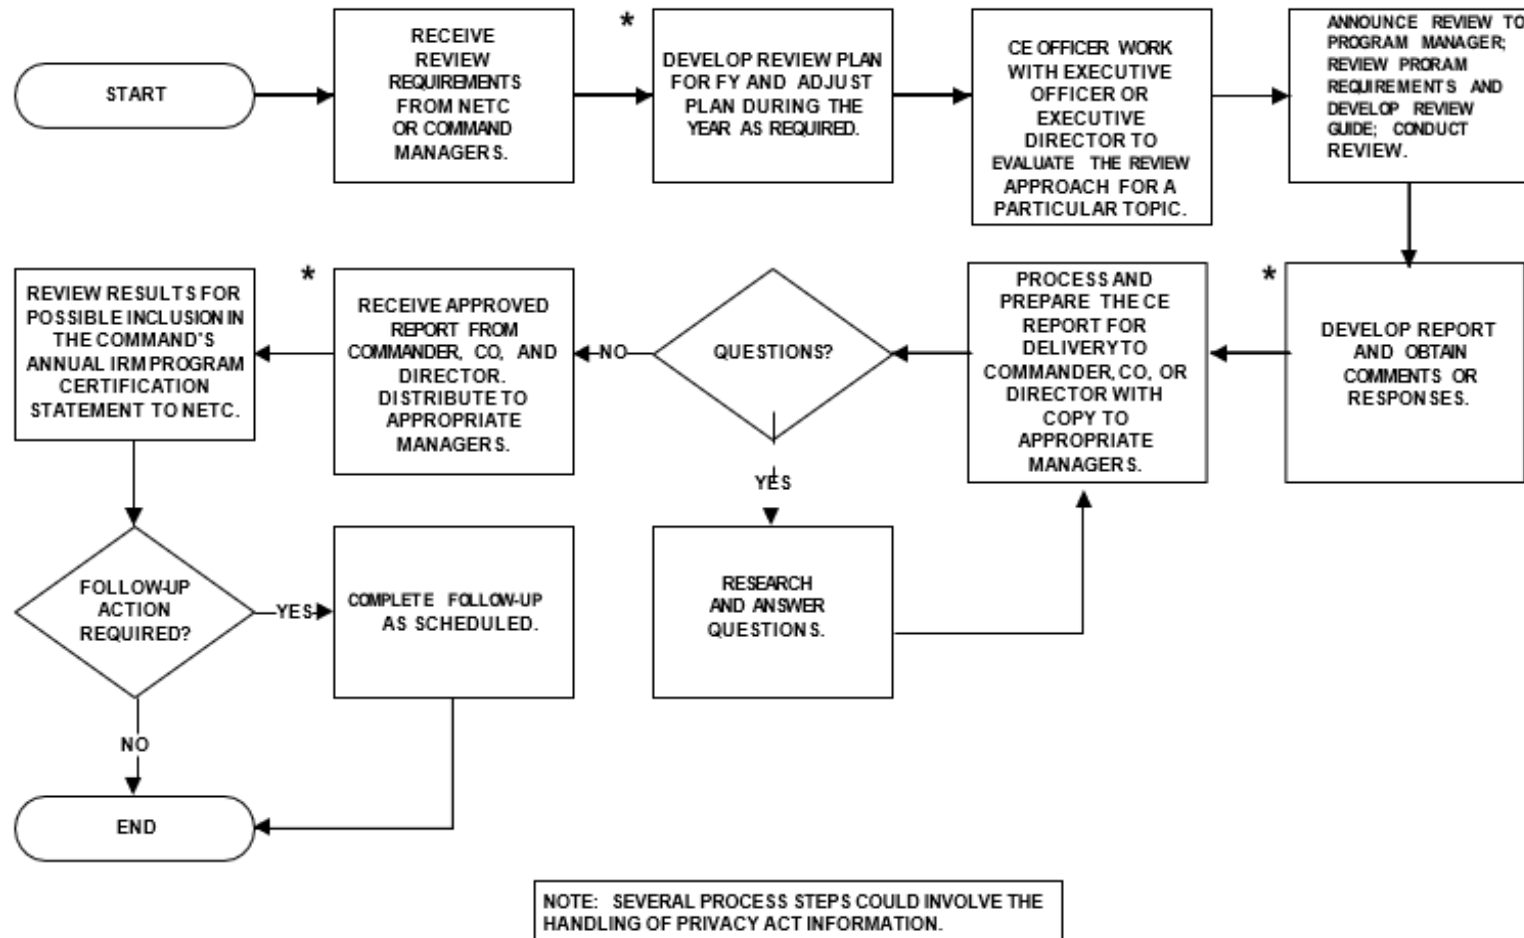 START
RECEIVE
REVIEW
REQUIREMENTS
FROM NETC
OR COMMAND
MANAGERS.
*
DEVELOP REVIEW PLAN
FOR FY AND ADJUST
PLAN DURING THE
YEAR AS REQUIRED.
CE OFFICER WORK
WITH EXECUTIVE
OFFICER OR
EXECUTIVE
DIRECTOR TO
EVALUATE THE REVIEW
APPROACH FOR A
PARTICULAR TOPIC.
ANNOUNCE REVIEW TO
PROGRAM MANAGER;
REVIEW PRORAM
REQUIREMENTS AND
DEVELOP REVIEW
GUIDE; CONDUCT
REVIEW.
*
DEVELOP REPORT
AND OBTAIN
COMMENTS OR
RESPONSES.
PROCESS AND
PREPARE THE CE
REPORT FOR
DELIVERY TO
COMMANDER, CO, OR
DIRECTOR WITH
COPY TO
APPROPRIATE
MANAGERS.
QUESTIONS?
NO
YES
RESEARCH
AND ANSWER
QUESTIONS.
*
RECEIVE APPROVED
REPORT FROM
COMMANDER, CO, AND
DIRECTOR.
DISTRIBUTE TO
APPROPRIATE
MANAGERS.
REVIEW RESULTS FOR
POSSIBLE INCLUSION IN
THE COMMAND'S
ANNUAL IRM PROGRAM
CERTIFICATION
STATEMENT TO NETC.
FOLLOW-UP
ACTION
REQUIRED?
YES
COMPLETE FOLLOW-UP
AS SCHEDULED.
NO
END
NOTE: SEVERAL PROCESS STEPS COULD INVOLVE THE
HANDLING OF PRIVACY ACT INFORMATION.